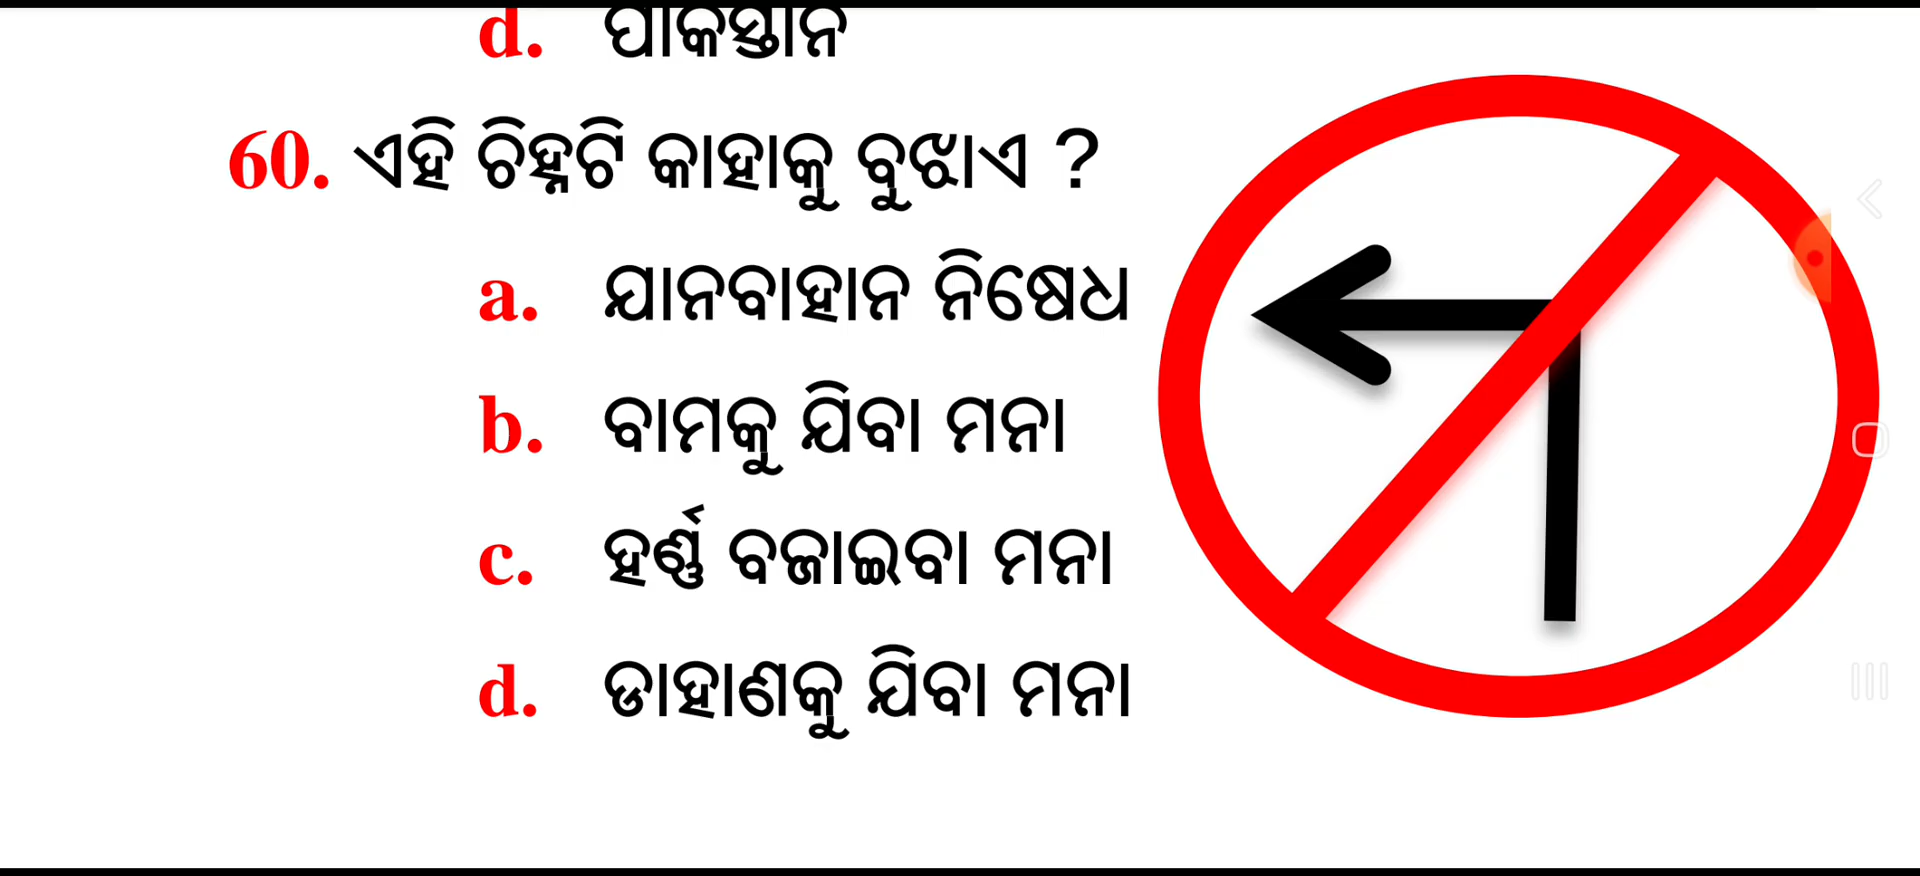 d. ପାକିସ୍ତାନ
60. ଏହି ଚିହ୍ନଟି କାହାକୁ ବୁଝାଏ ?
a. ଯାନବାହାନ ନିଷେଧ
b. ବାମକୁ ଯିବା ମନା
c. ହର୍ଣ୍ଣ ବଜାଇବା ମନା
d. ଡାହାଣକୁ ଯିବା ମନା